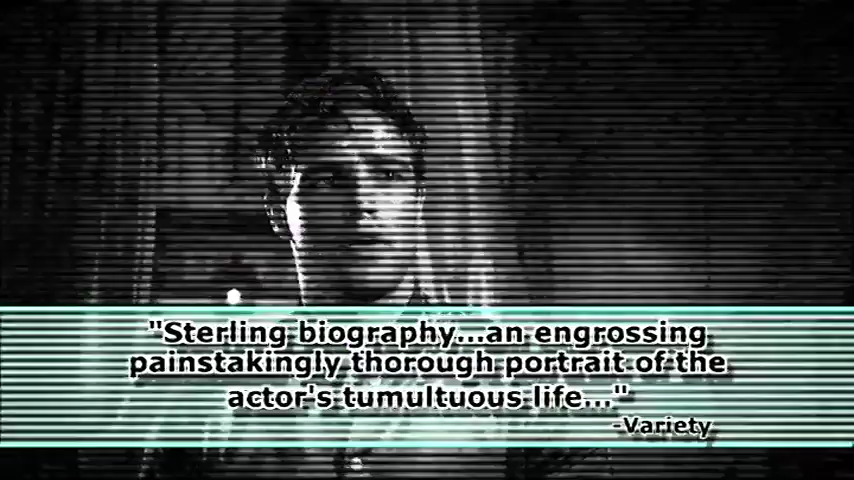 "Sterling biography...an engrossing
painstakingly thorough portrait of the
actor's tumultuous life..."
-Variety